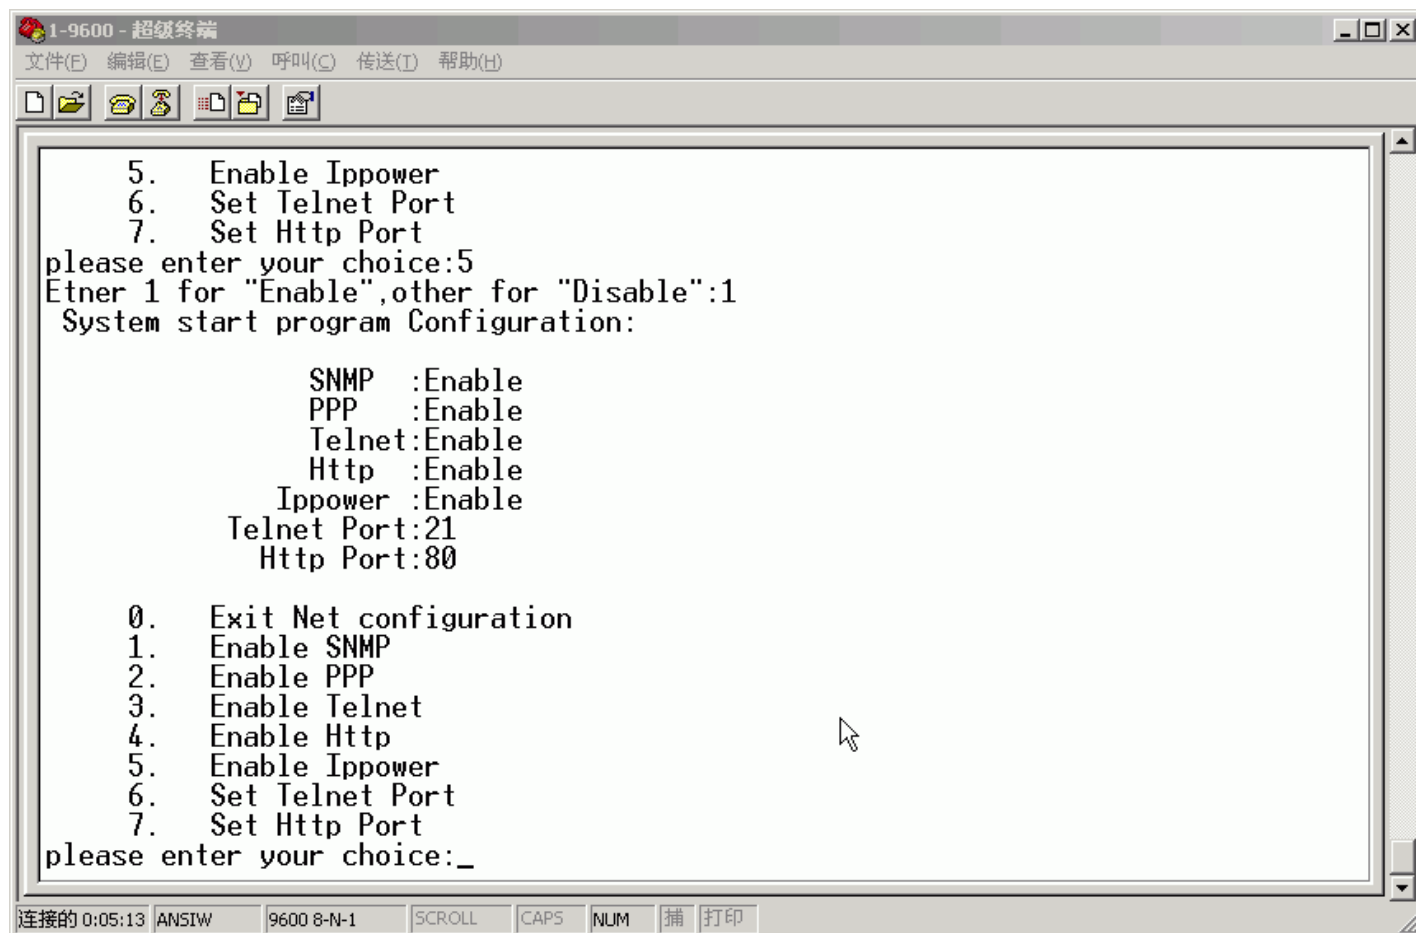 1-9600 - 超级终端
文件(F) 编辑(E) 查看(V) 呼叫(C) 传送(T) 帮助(H)
5. Enable Ippower
6. Set Telnet Port
7. Set Http Port
please enter your choice:5
Etner 1 for "Enable",other for "Disable":1
System start program Configuration:
SNMP :Enable
PPP :Enable
Telnet:Enable
Http :Enable
Ippower :Enable
Telnet Port:21
Http Port:80
0. Exit Net configuration
1. Enable SNMP
2. Enable PPP
3. Enable Telnet
4. Enable Http
5. Enable Ippower
6. Set Telnet Port
7. Set Http Port
please enter your choice:_
连接的 0:05:13 ANSIW 9600 8-N-1 SCROLL CAPS NUM 捕 打印